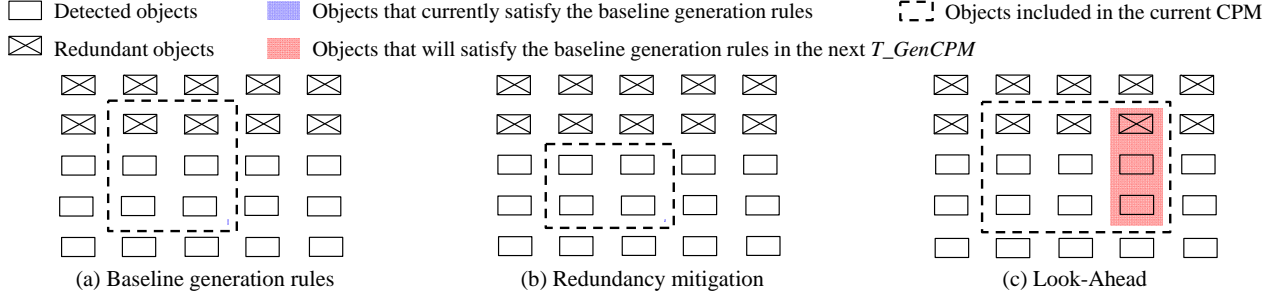 Detected objects
Objects that currently satisfy the baseline generation rules
Objects included in the current CPM
Redundant objects
Objects that will satisfy the baseline generation rules in the next T_GenCPM
(a) Baseline generation rules
(b) Redundancy mitigation
(c) Look-Ahead